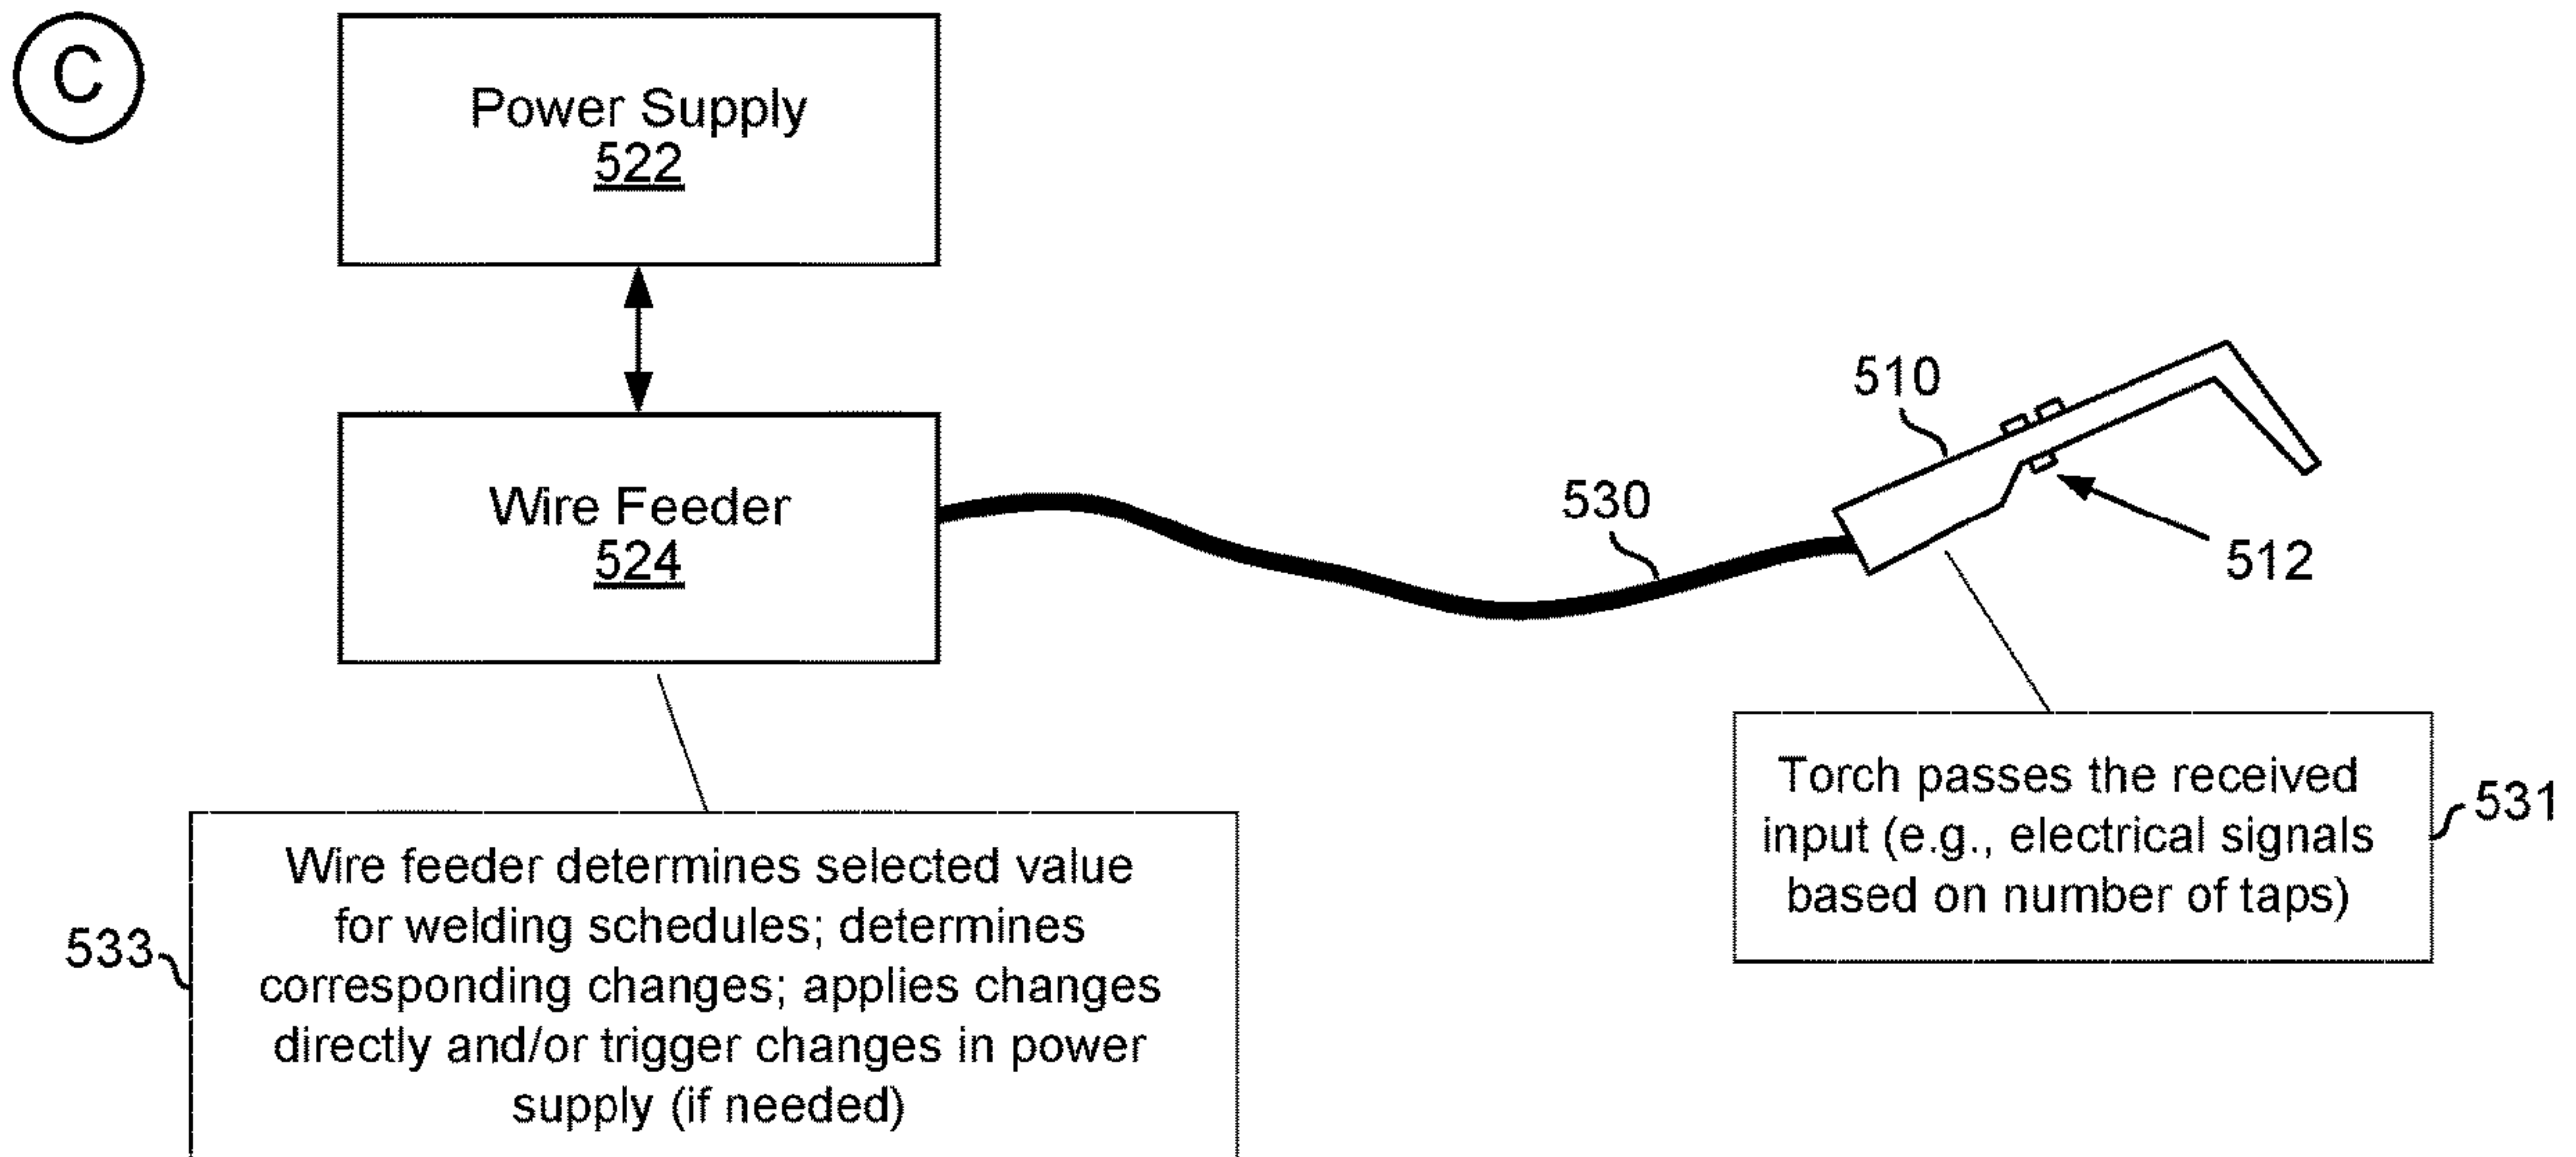 C
Power Supply
522
Wire Feeder
524
510
530
512
Torch passes the received
input (e.g., electrical signals
based on number of taps)
531
Wire feeder determines selected value
for welding schedules; determines
corresponding changes; applies changes
directly and/or trigger changes in power
supply (if needed)
533